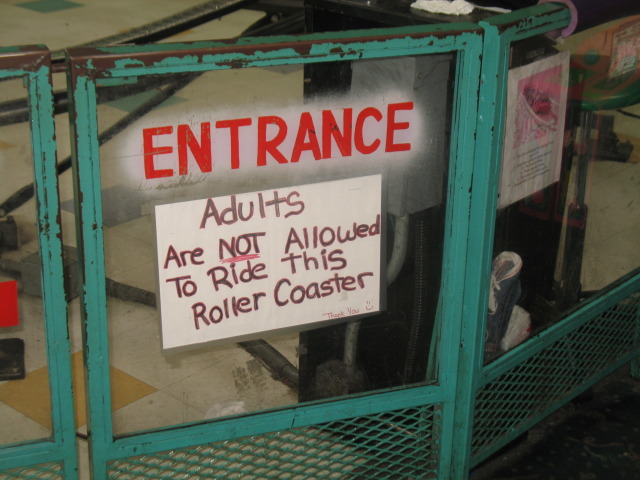 ENTRANCE
Adults
Are NOT Allowed
To Ride This
Roller Coaster
Thank You